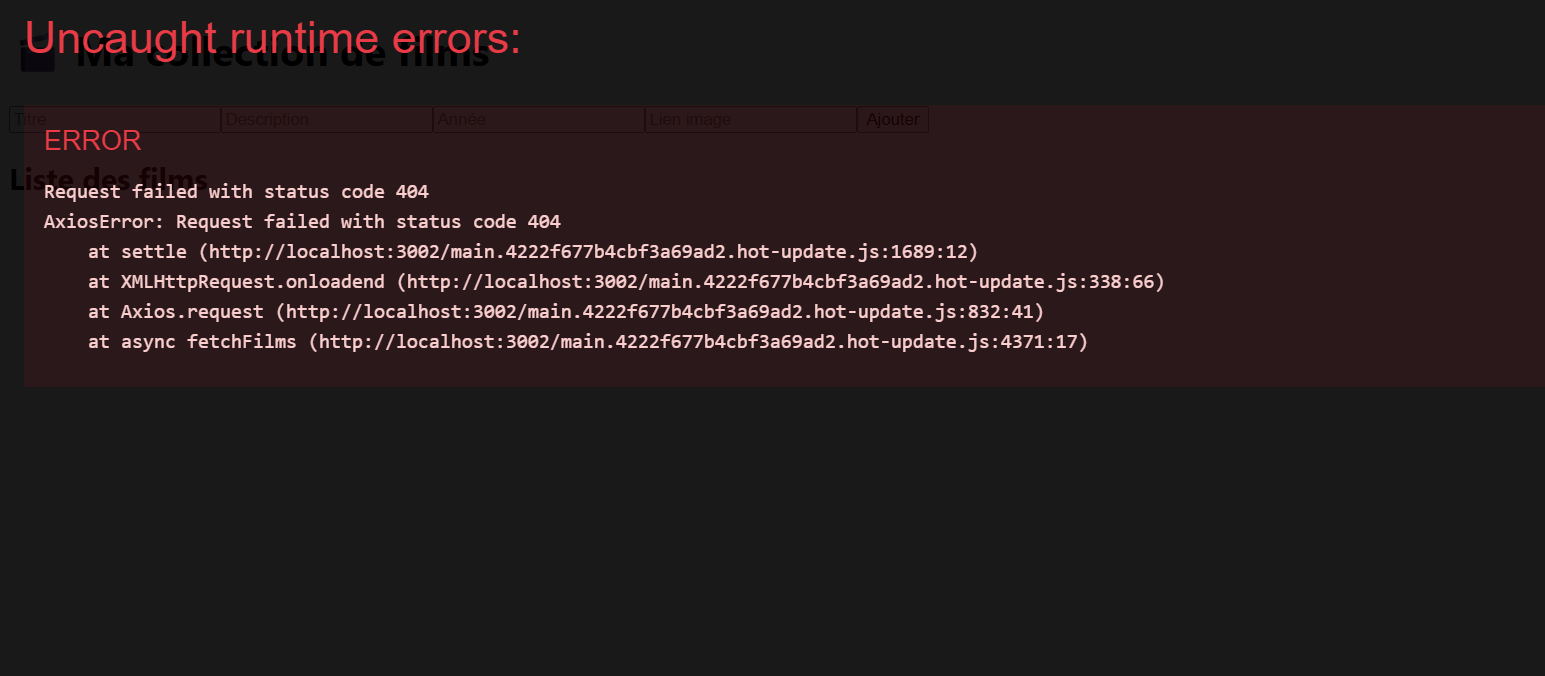 Uncaught runtime errors:
Ma collection de films
Titre Description Année Lien image Ajouter
ERROR
Liste des films
Request failed with status code 404
AxiosError: Request failed with status code 404
    at settle (http://localhost:3002/main.4222f677b4cbf3a69ad2.hot-update.js:1689:12)
    at XMLHttpRequest.onloadend (http://localhost:3002/main.4222f677b4cbf3a69ad2.hot-update.js:338:66)
    at Axios.request (http://localhost:3002/main.4222f677b4cbf3a69ad2.hot-update.js:832:41)
    at async fetchFilms (http://localhost:3002/main.4222f677b4cbf3a69ad2.hot-update.js:4371:17)